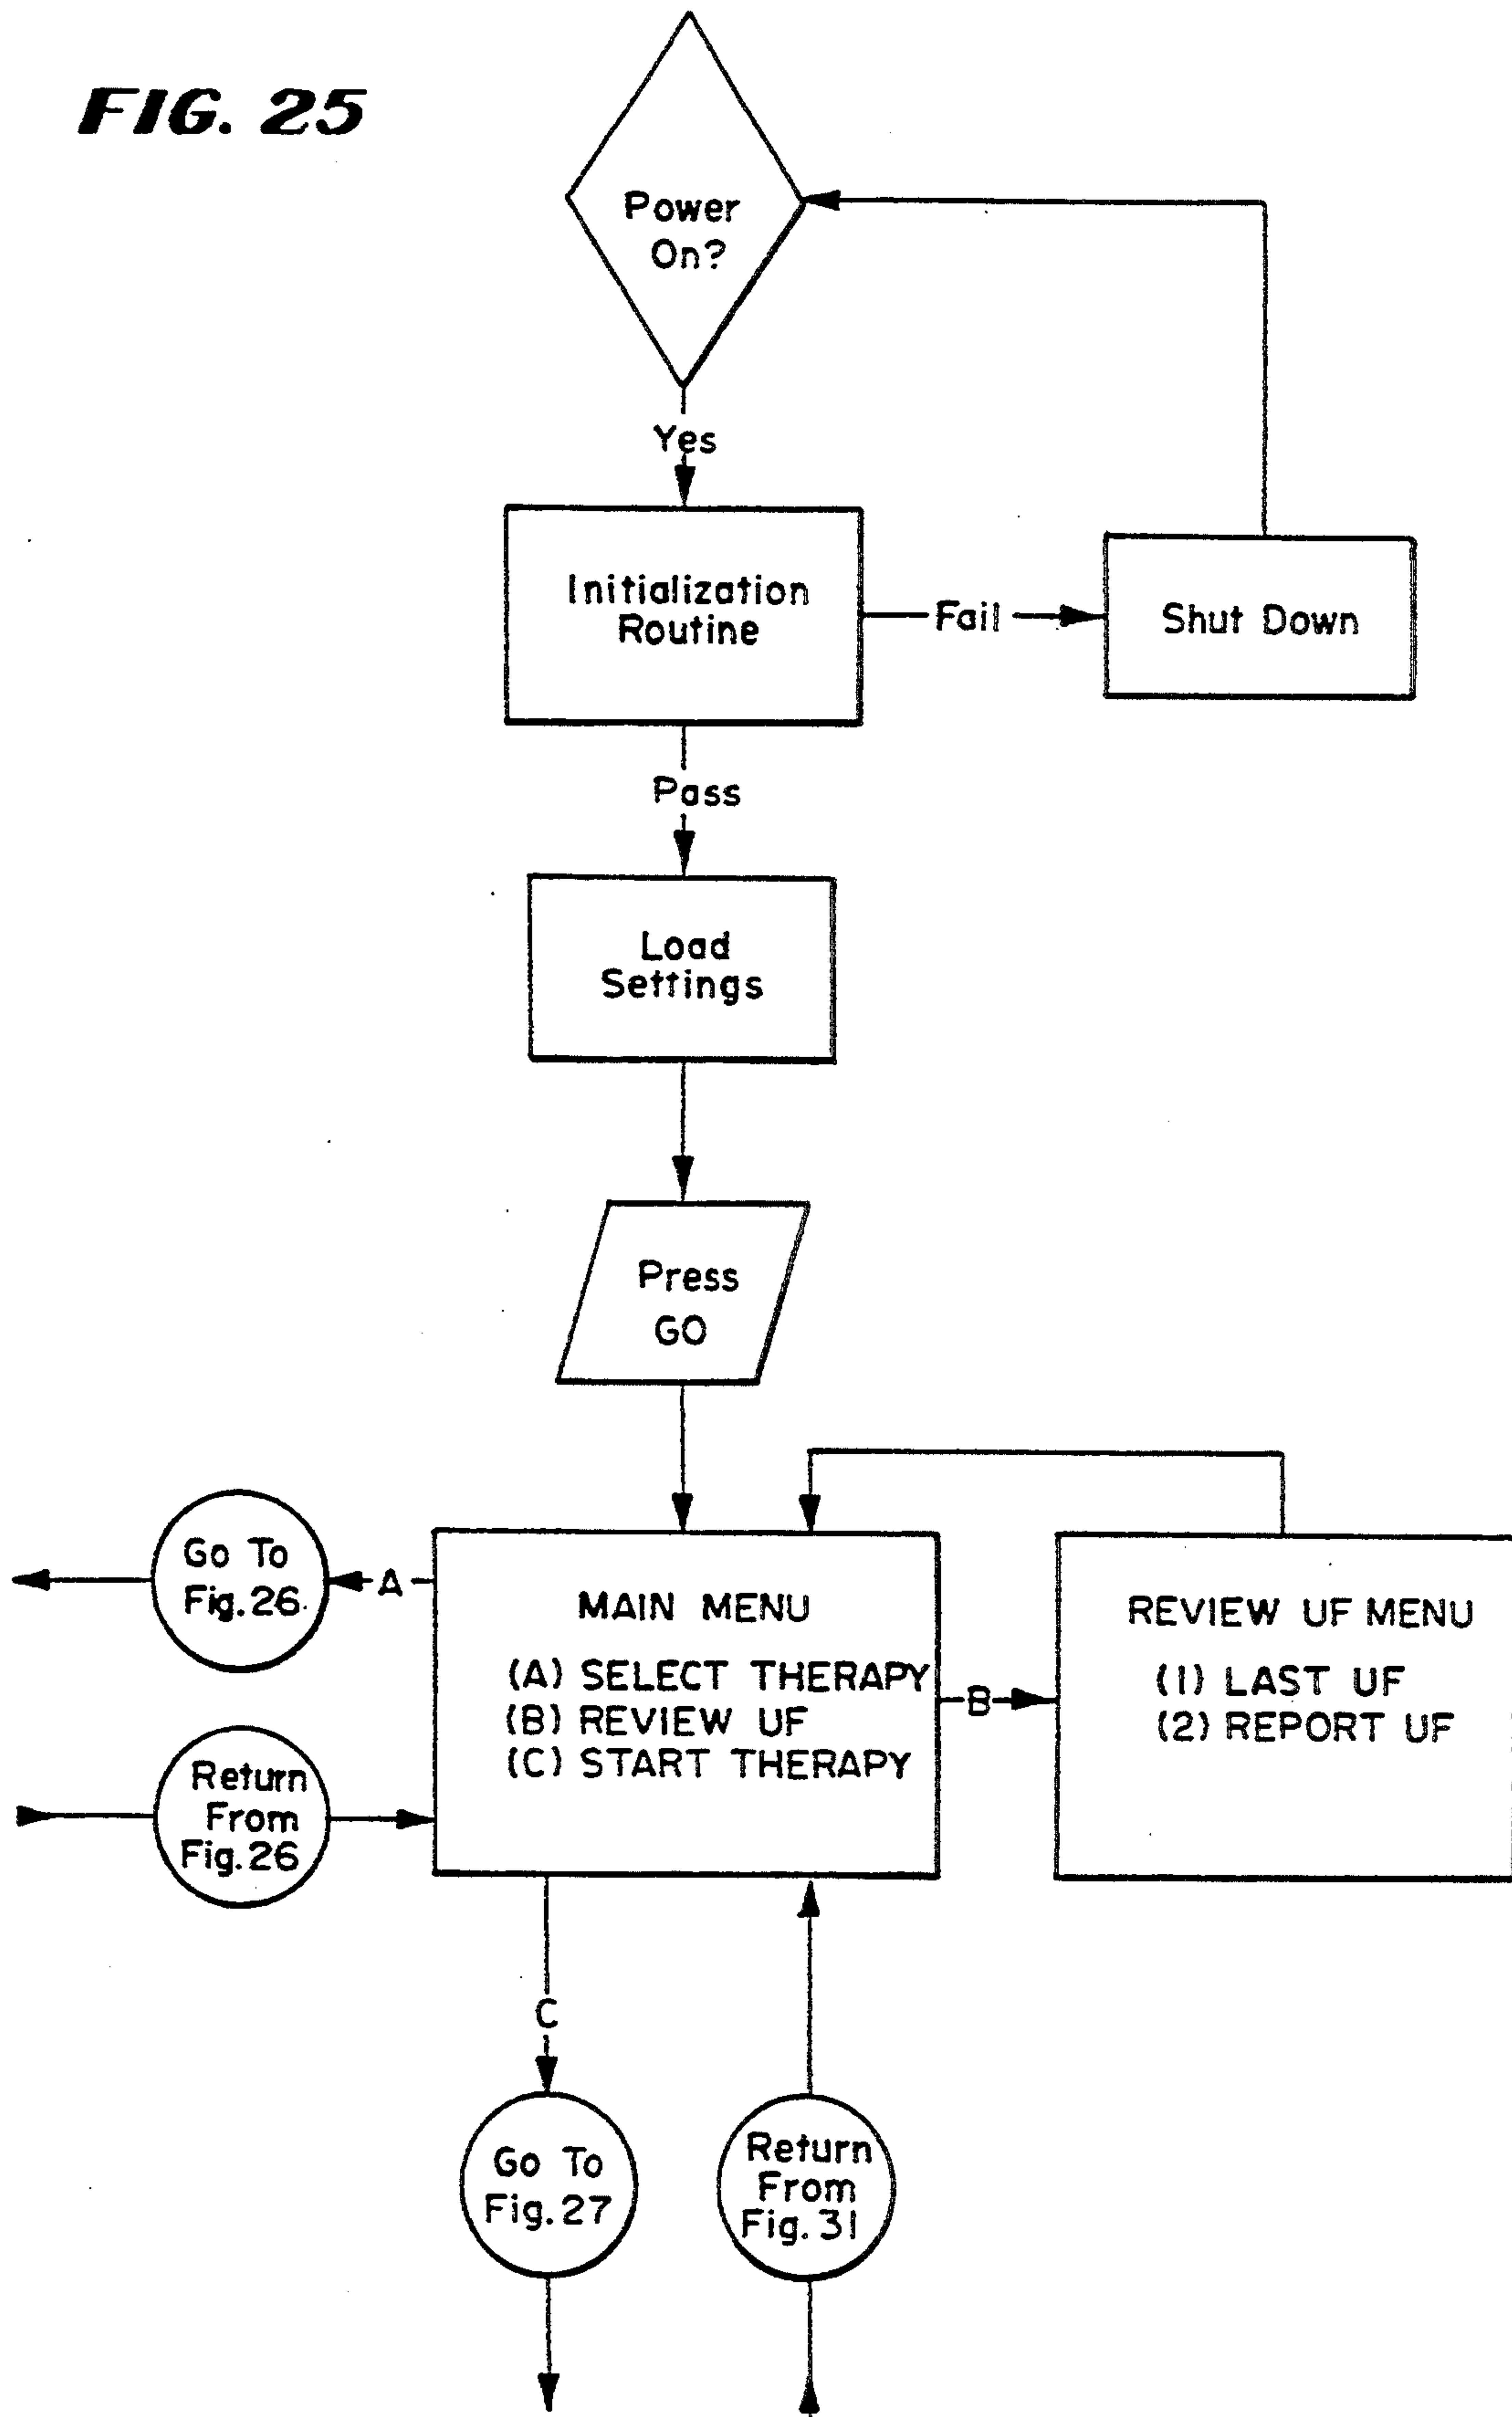 FIG. 25
Power
On?
Yes
Initialization
Routine
Fail
Shut Down
Pass
Load
Settings
Press
GO
Go To
Fig. 26
A
MAIN MENU
(A) SELECT THERAPY
(B) REVIEW UF
(C) START THERAPY
B
REVIEW UF MENU
(1) LAST UF
(2) REPORT UF
Return
From
Fig. 26
C
Go To
Fig. 27
Return
From
Fig. 31